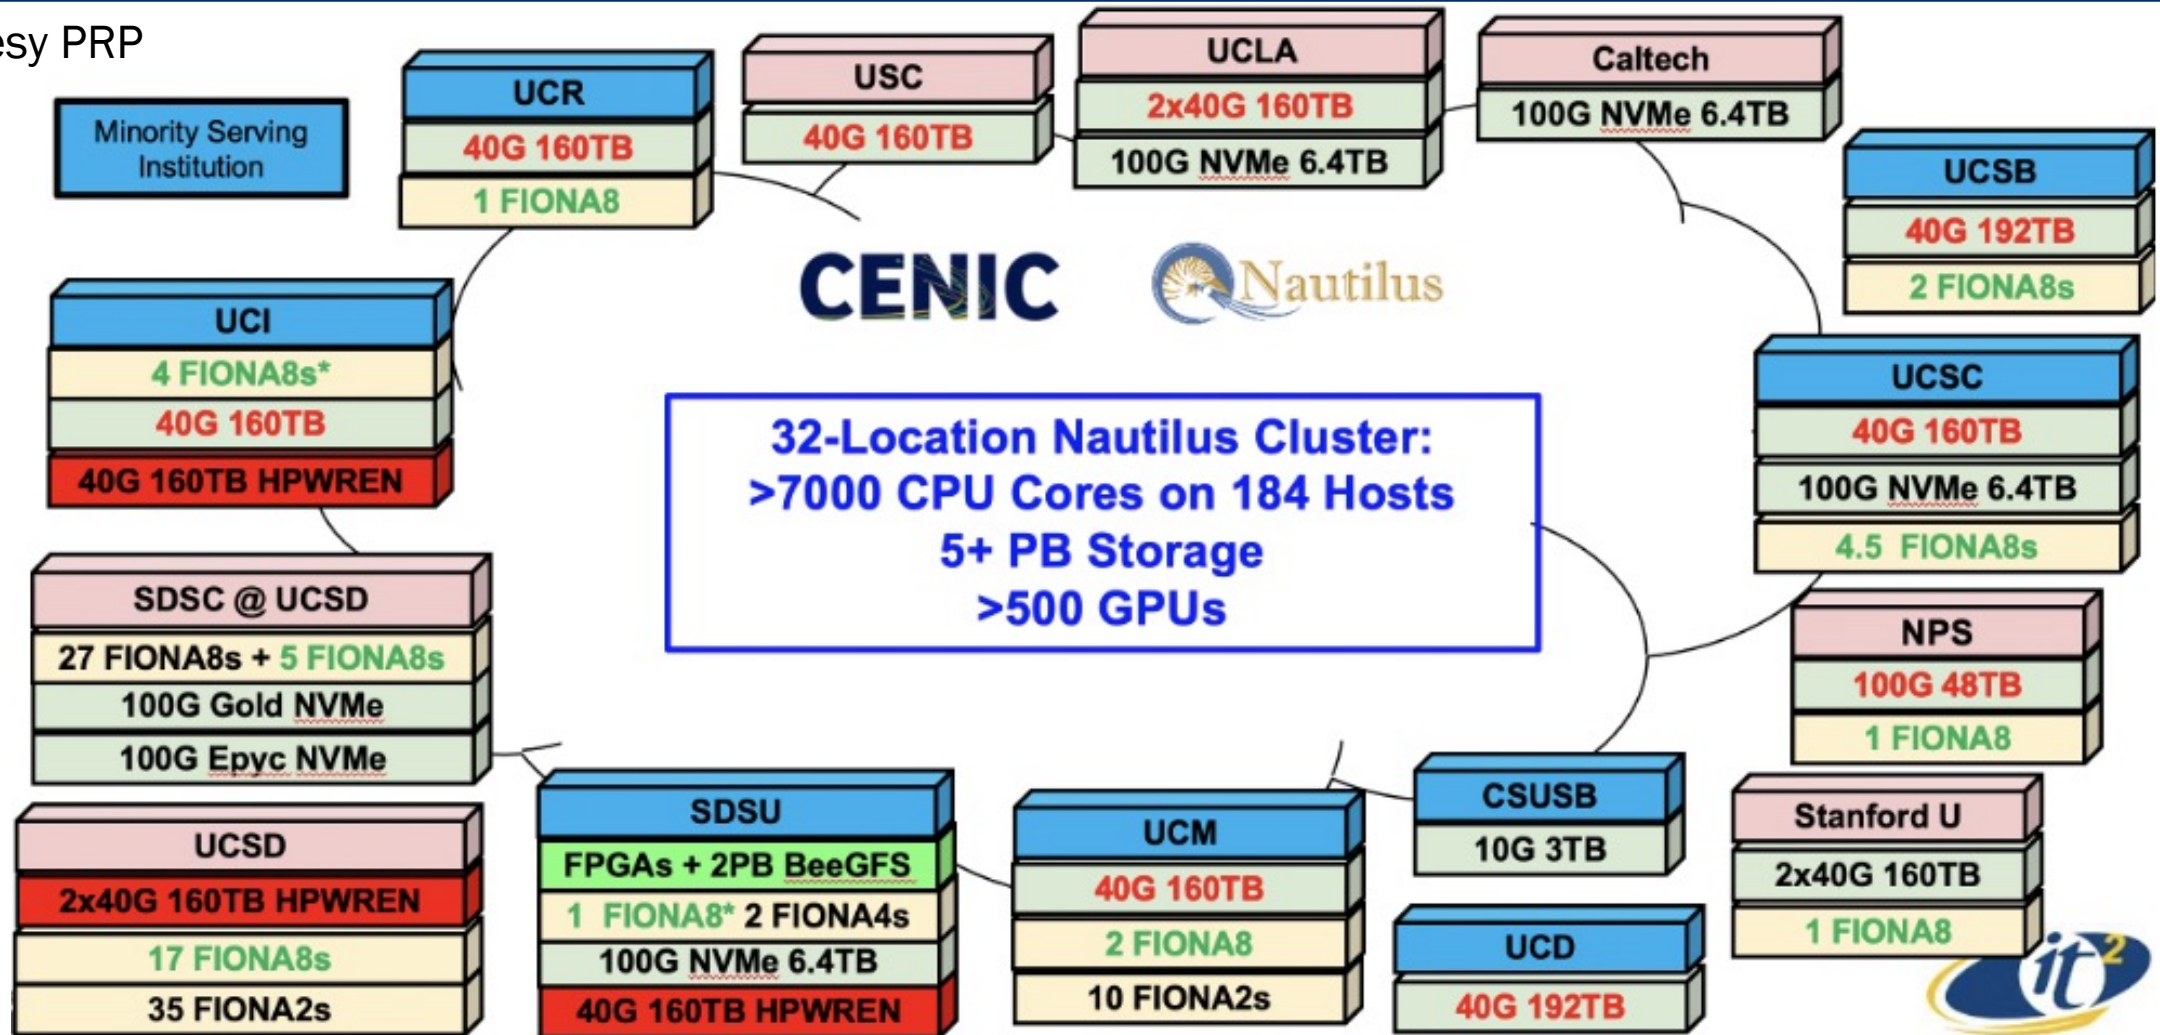 esy PRP
Minority Serving
Institution
UCR
40G 160TB
1 FIONA8
USC
40G 160TB
UCLA
2x40G 160TB
100G NVMe 6.4TB
Caltech
100G NVMe 6.4TB
UCSB
40G 192TB
2 FIONA8s
CENIC
Nautilus
UCI
4 FIONA8s*
40G 160TB
40G 160TB HPWREN
32-Location Nautilus Cluster:
>7000 CPU Cores on 184 Hosts
5+ PB Storage
>500 GPUs
UCSC
40G 160TB
100G NVMe 6.4TB
4.5 FIONA8s
SDSC @ UCSD
27 FIONA8s + 5 FIONA8s
100G Gold NVMe
100G Epyc NVMe
NPS
100G 48TB
1 FIONA8
UCSD
2x40G 160TB HPWREN
17 FIONA8s
35 FIONA2s
SDSU
FPGAs + 2PB BeeGFS
1 FIONA8* 2 FIONA4s
100G NVMe 6.4TB
40G 160TB HPWREN
UCM
40G 160TB
2 FIONA8
10 FIONA2s
CSUSB
10G 3TB
UCD
40G 192TB
Stanford U
2x40G 160TB
1 FIONA8
it2